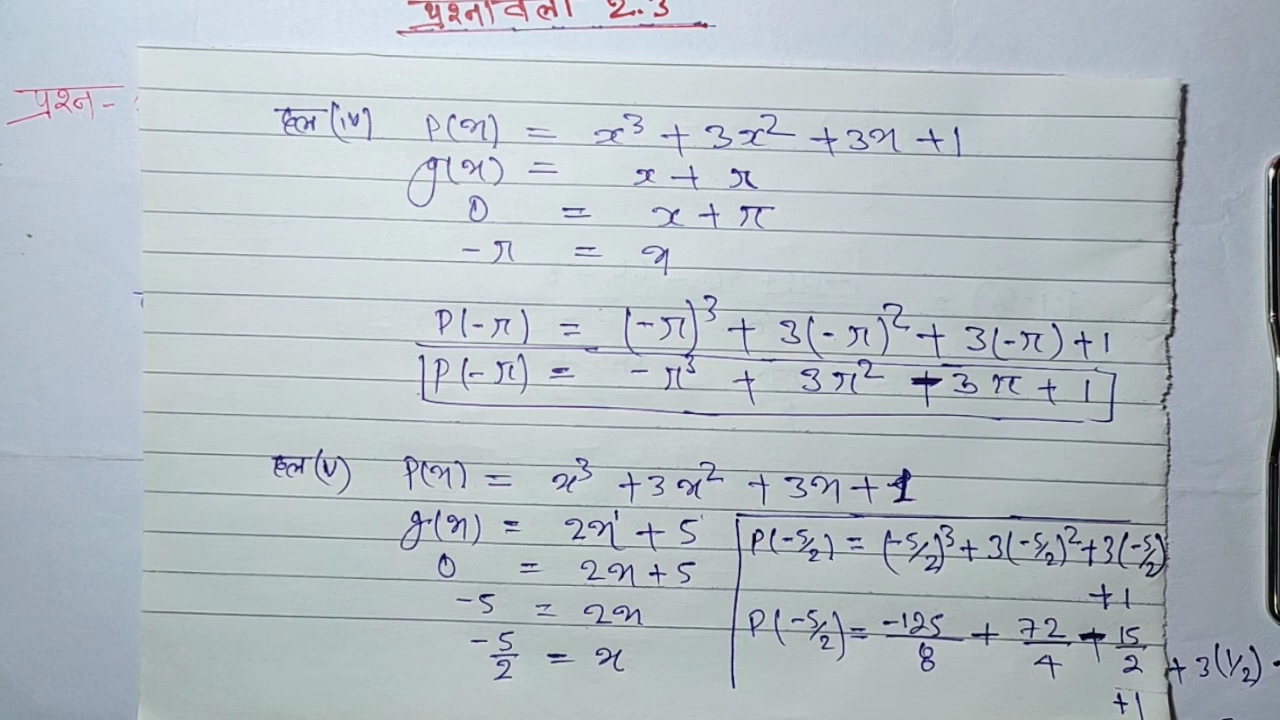 प्रश्नावली 2.3
प्रश्न-
हल (iv) P(x) = x³ + 3x² + 3x + 1
g(x) = x + π
0 = x + π
-π = x
P(-π) = (-π)³ + 3(-π)² + 3(-π) + 1
P(-π) = -π³ + 3π² - 3π + 1
हल (v) P(x) = x³ + 3x² + 3x + 1
g(x) = 2x + 5
0 = 2x + 5
-5 = 2x
-5/2 = x
P(-5/2) = (-5/2)³ + 3(-5/2)² + 3(-5/2)
+1
P(-5/2) = -125/8 + 72/4 - 15/2
+1
+ 3(1/2)